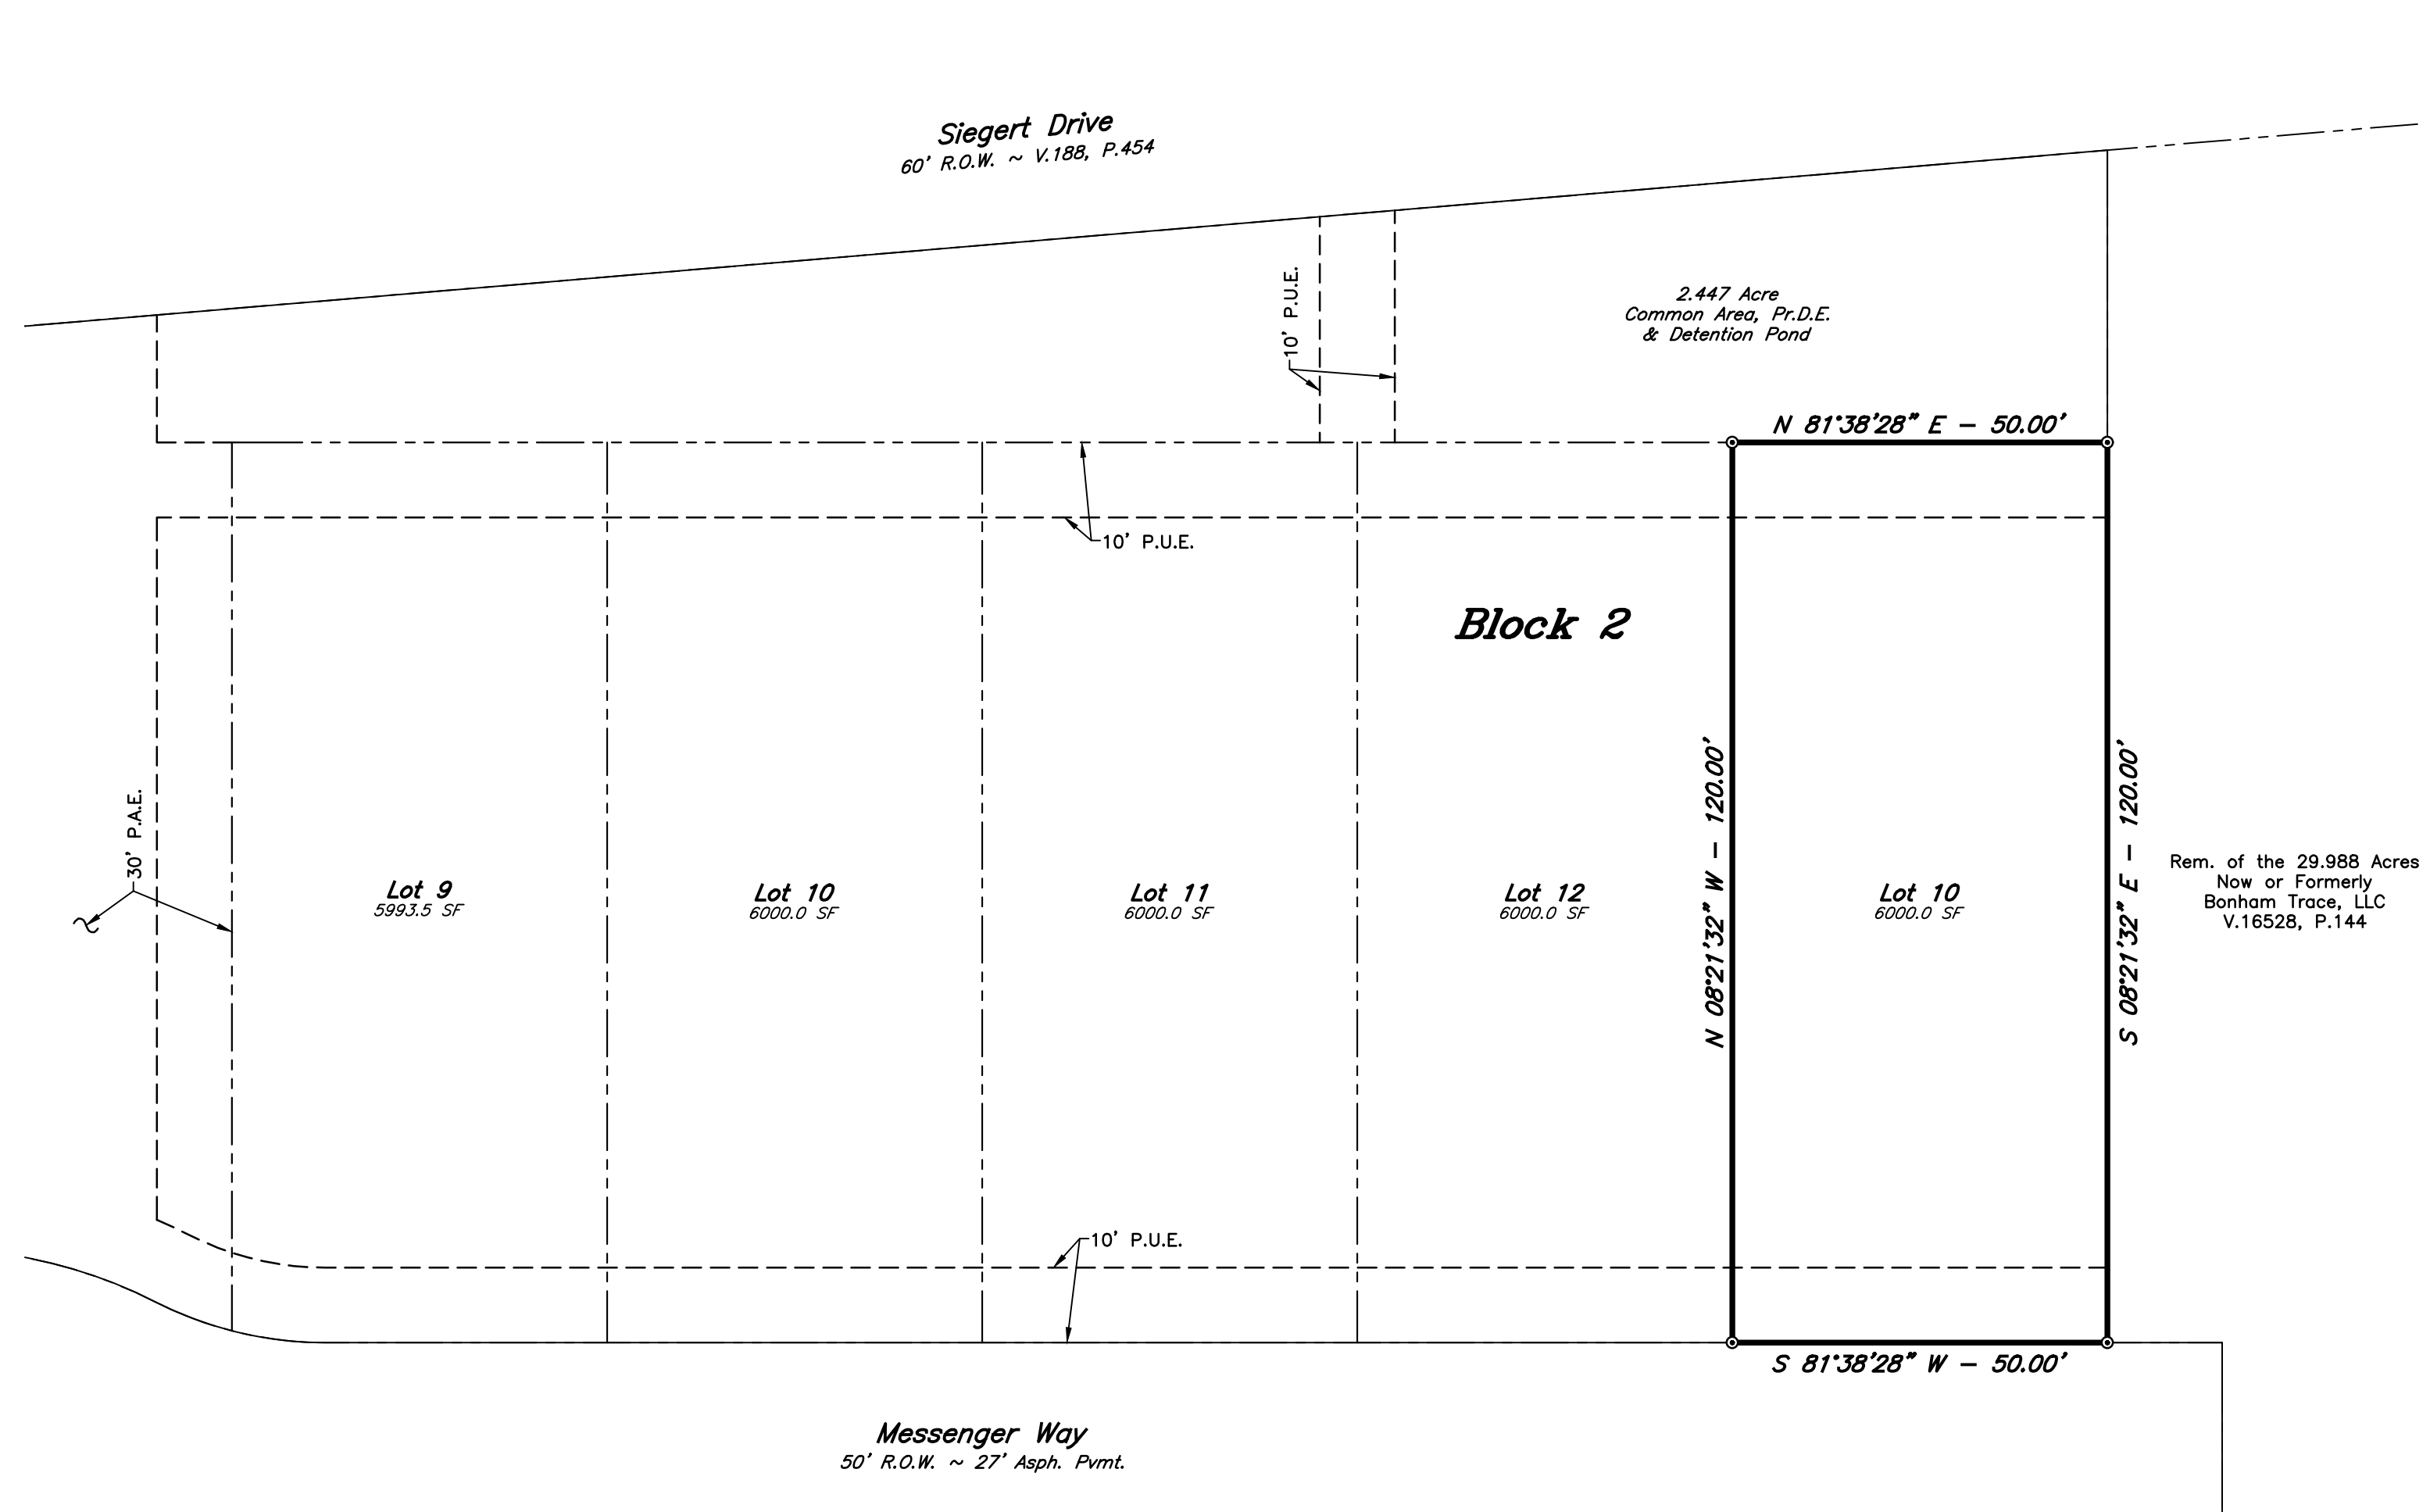 Siegert Drive
60' R.O.W. ~ V.188, P.454
10' P.U.E.
2.447 Acre
Common Area, Pr.D.E.
& Detention Pond
N 81°38'28" E - 50.00'
10' P.U.E.
Block 2
30' P.A.E.
Lot 9
5993.5 SF
Lot 10
6000.0 SF
Lot 11
6000.0 SF
Lot 12
6000.0 SF
N 08°21'32" W - 120.00'
Lot 10
6000.0 SF
S 08°21'32" E - 120.00'
Rem. of the 29.988 Acres
Now or Formerly
Bonham Trace, LLC
V.16528, P.144
10' P.U.E.
S 81°38'28" W - 50.00'
Messenger Way
50' R.O.W. ~ 27' Asph. Pvmt.